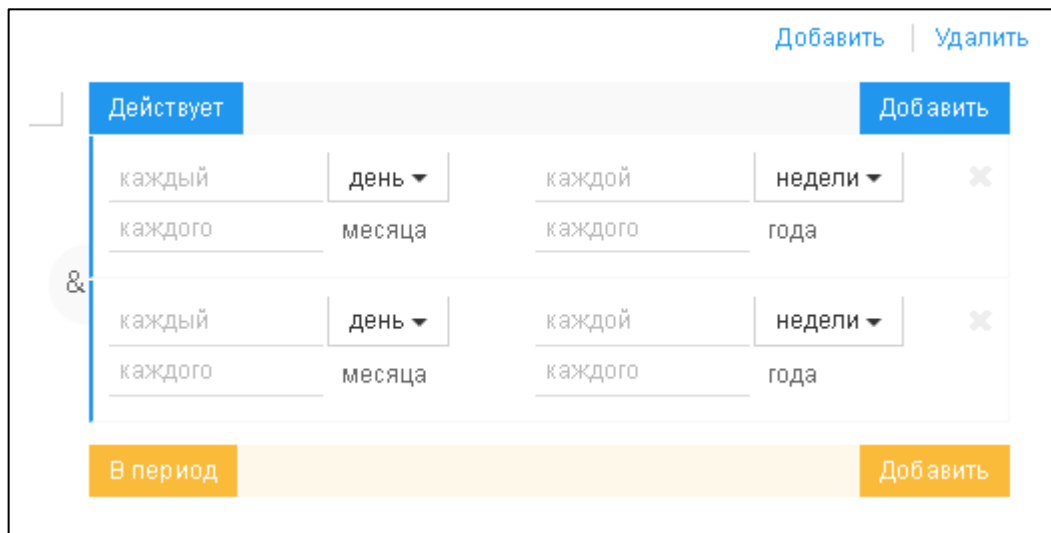 Добавить | Удалить
Действует Добавить
каждый день каждой недели
каждого месяца каждого года
&
каждый день каждой недели
каждого месяца каждого года
В период Добавить